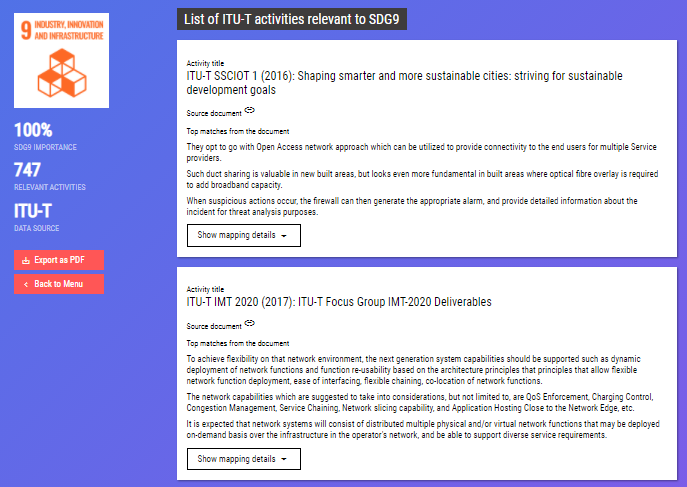 9 INDUSTRY, INNOVATION
AND INFRASTRUCTURE
100%
SDG9 IMPORTANCE
747
RELEVANT ACTIVITIES
ITU-T
DATA SOURCE
Export as PDF
Back to Menu
List of ITU-T activities relevant to SDG9
Activity title
ITU-T SSCIOT 1 (2016): Shaping smarter and more sustainable cities: striving for sustainable
development goals
Source document
Top matches from the document
They opt to go with Open Access network approach which can be utilized to provide connectivity to the end users for multiple Service
providers.
Such duct sharing is valuable in new built areas, but looks even more fundamental in built areas where optical fibre overlay is required
to add broadband capacity.
When suspicious actions occur, the firewall can then generate the appropriate alarm, and provide detailed information about the
incident for threat analysis purposes.
Show mapping details
Activity title
ITU-T IMT 2020 (2017): ITU-T Focus Group IMT-2020 Deliverables
Source document
Top matches from the document
To achieve flexibility on that network environment, the next generation system capabilities should be supported such as dynamic
deployment of network functions and function re-usability based on the architecture principles that principles that allow flexible
network function deployment, ease of interfacing, flexible chaining, co-location of network functions.
The network capabilities which are suggested to take into considerations, but not limited to, are QoS Enforcement, Charging Control,
Congestion Management, Service Chaining, Network slicing capability, and Application Hosting Close to the Network Edge, etc.
It is expected that network systems will consist of distributed multiple physical and/or virtual network functions that may be deployed
on-demand basis over the infrastructure in the operator's network, and be able to support diverse service requirements.
Show mapping details